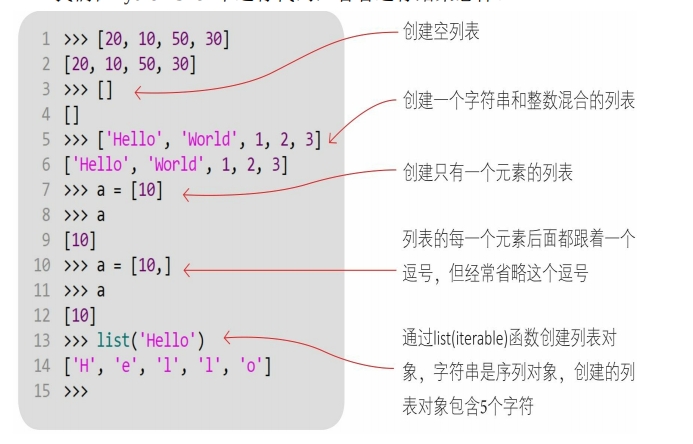 1 >>> [20, 10, 50, 30]
2 [20, 10, 50, 30]
3 >>> []
4 []
5 >>> ['Hello', 'World', 1, 2, 3]
6 ['Hello', 'World', 1, 2, 3]
7 >>> a = [10]
8 >>> a
9 [10]
10 >>> a = [10,]
11 >>> a
12 [10]
13 >>> list('Hello')
14 ['H', 'e', 'l', 'l', 'o']
15 >>>
创建空列表
创建一个字符串和整数混合的列表
创建只有一个元素的列表
列表的每一个元素后面都跟着一个
逗号，但经常省略这个逗号
通过list(iterable)函数创建列表对
象，字符串是序列对象，创建的列
表对象包含5个字符